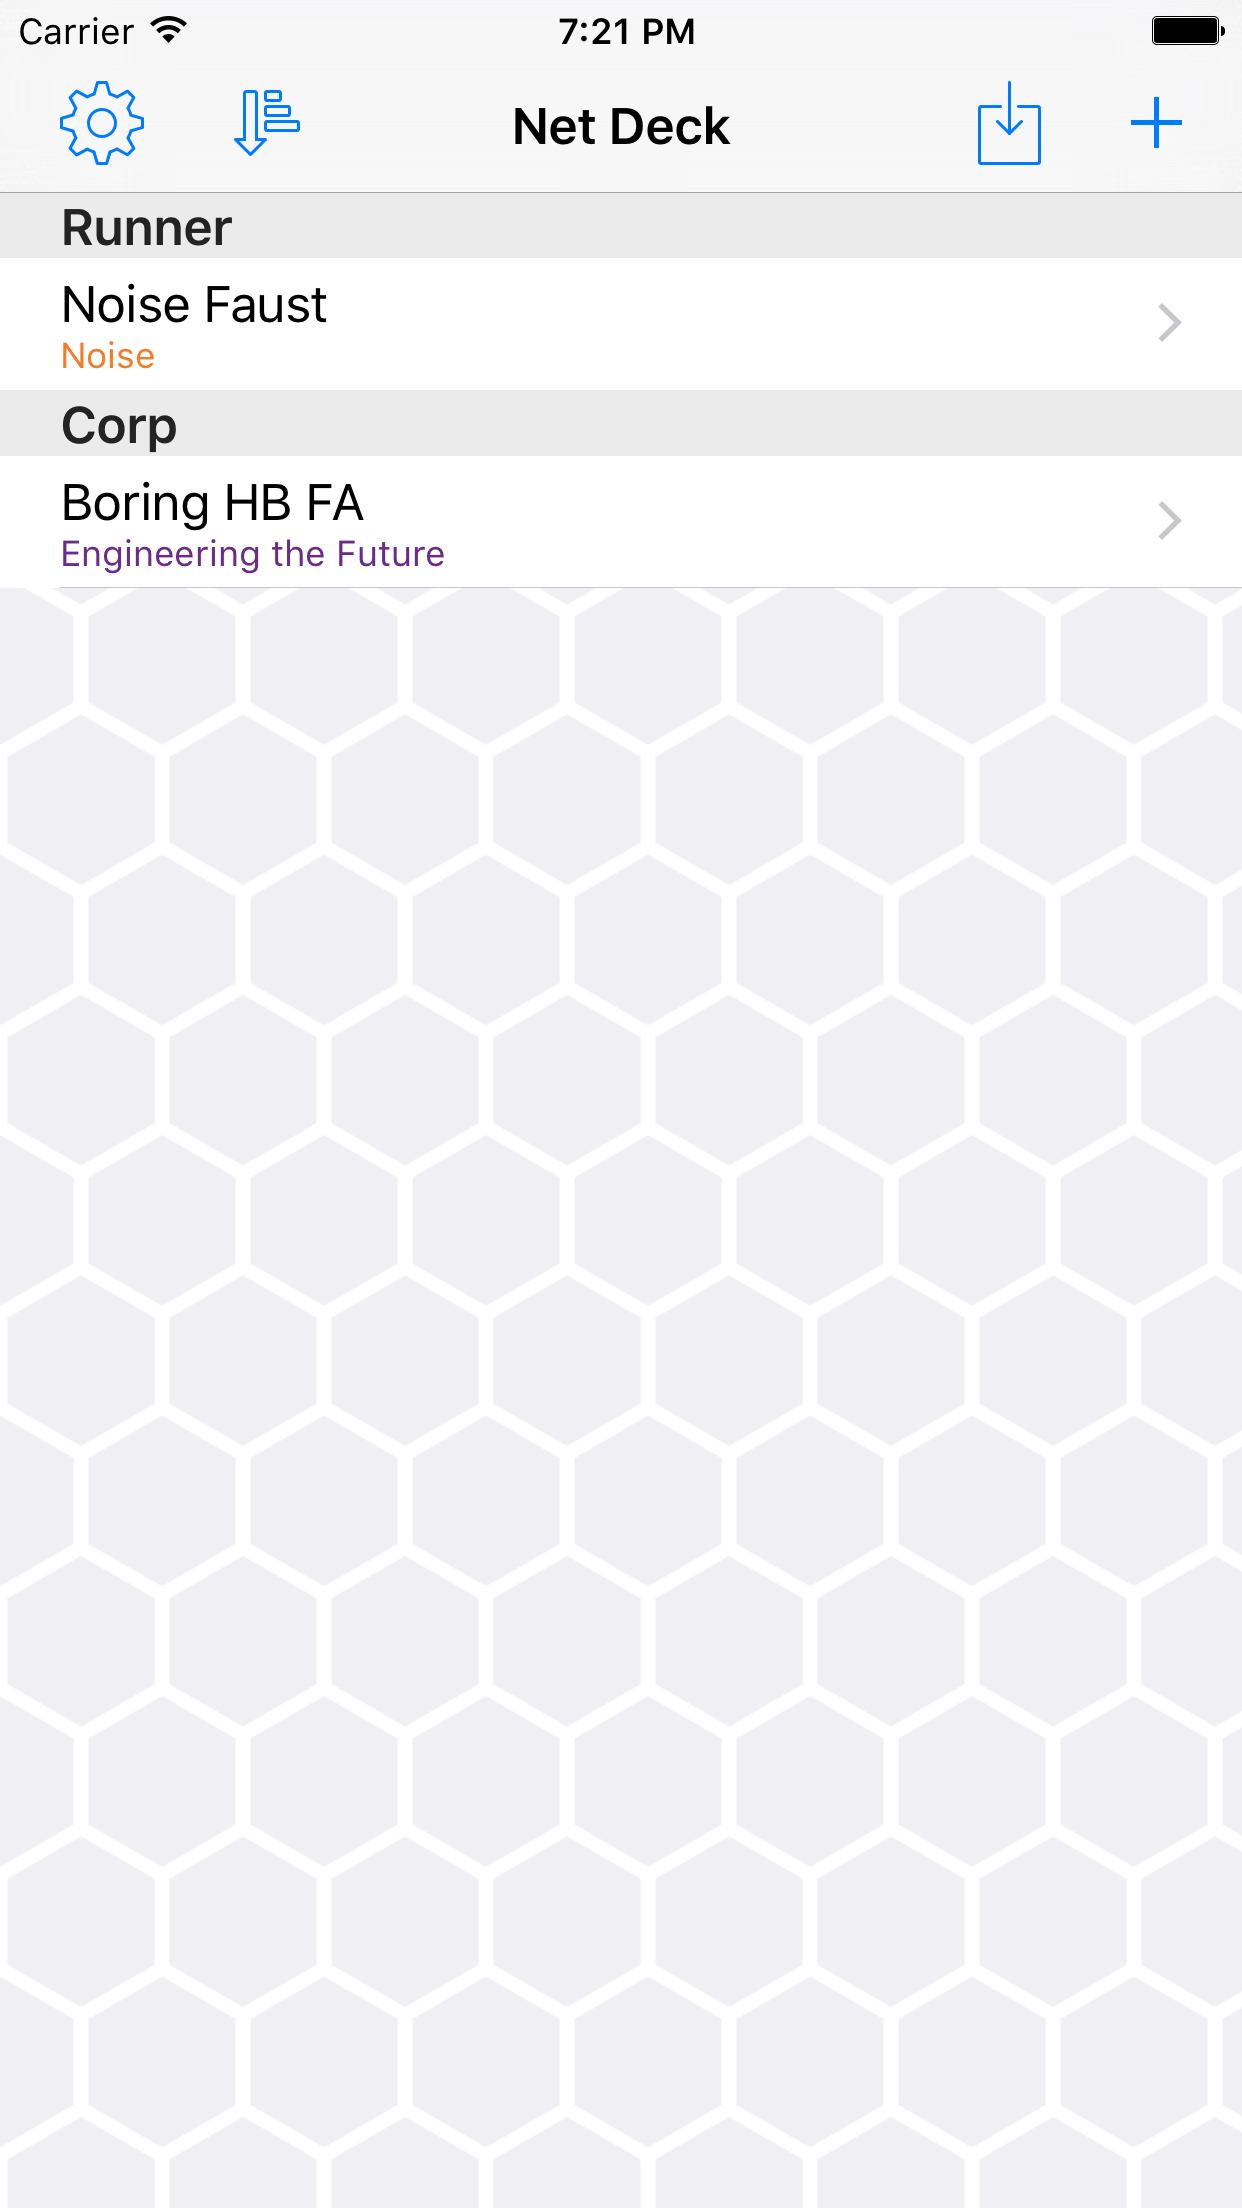 Carrier 7:21 PM
Net Deck
Runner
Noise Faust
Noise
Corp
Boring HB FA
Engineering the Future